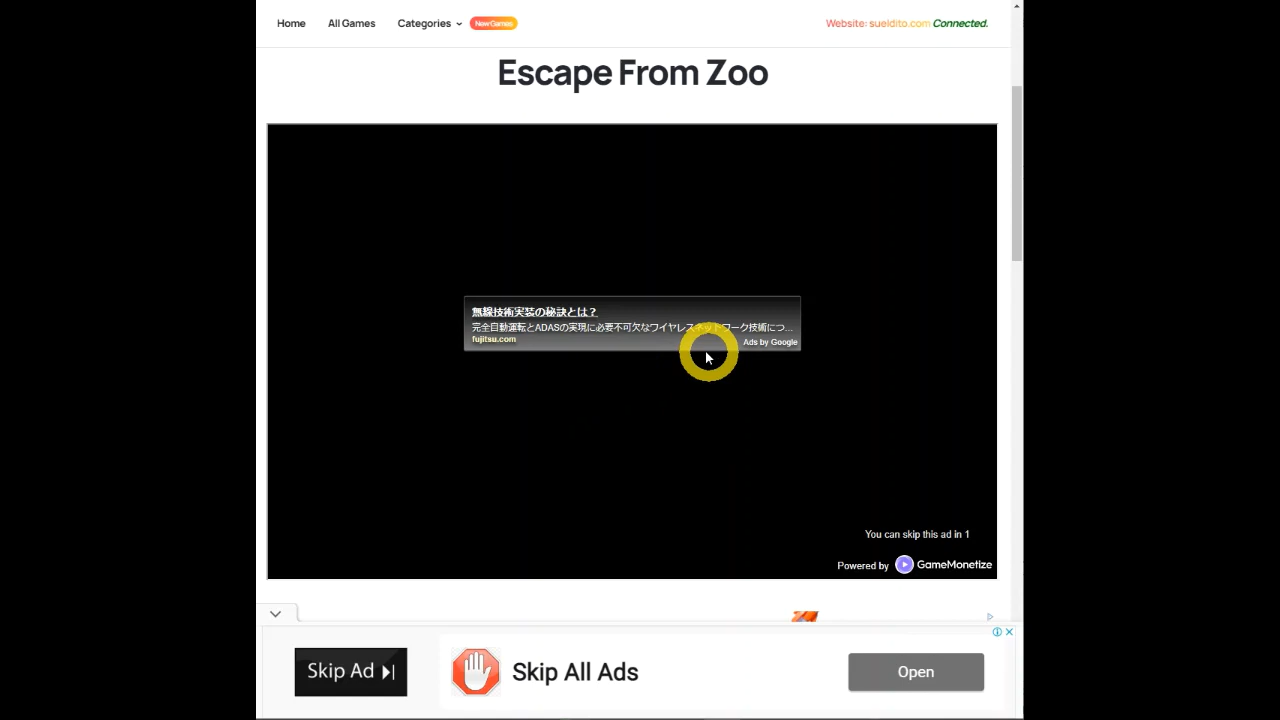 Home All Games Categories New Games Website: sueldito.com Connected.
Escape From Zoo
無線技術実装の秘訣とは？
完全自動運転とADASの実現に必要不可欠なワイヤレスネットワーク技術につ...
fujitsu.com Ads by Google
You can skip this ad in 1
Powered by GameMonetize
Skip Ad Skip All Ads Open